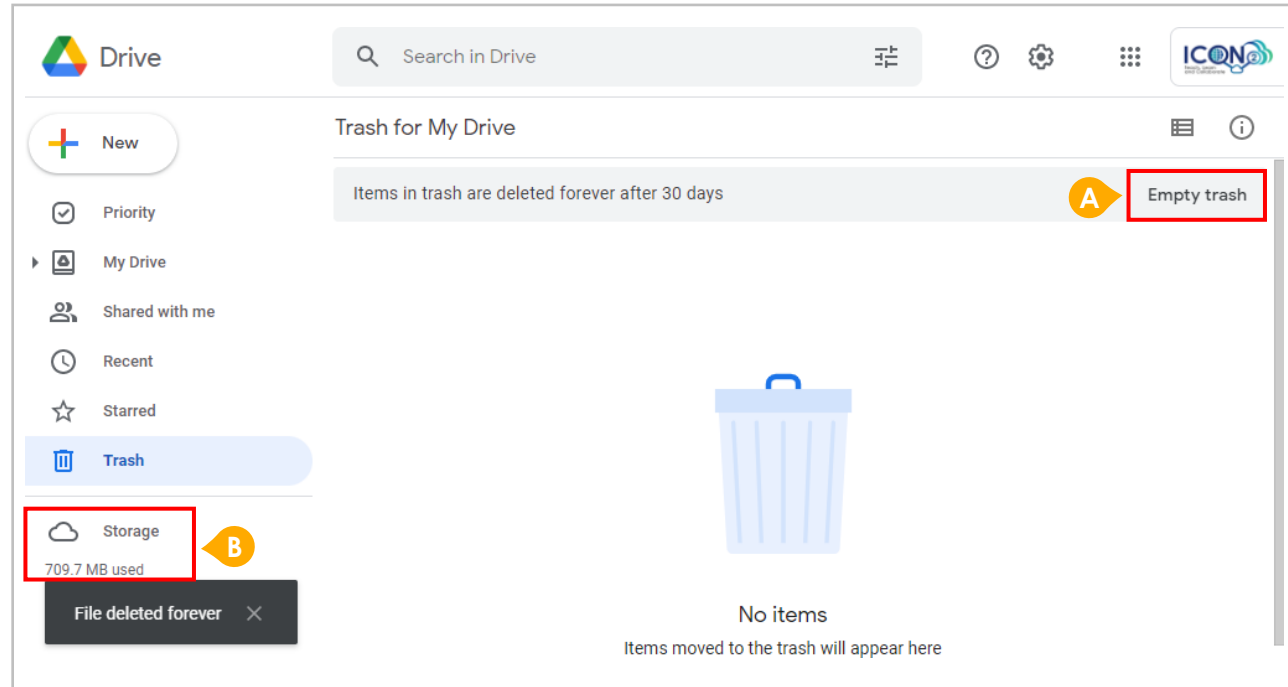 Drive
Search in Drive
ICON2
New
Trash for My Drive
Items in trash are deleted forever after 30 days
A
Empty trash
Priority
My Drive
Shared with me
Recent
Starred
Trash
Storage
B
709.7 MB used
File deleted forever
No items
Items moved to the trash will appear here